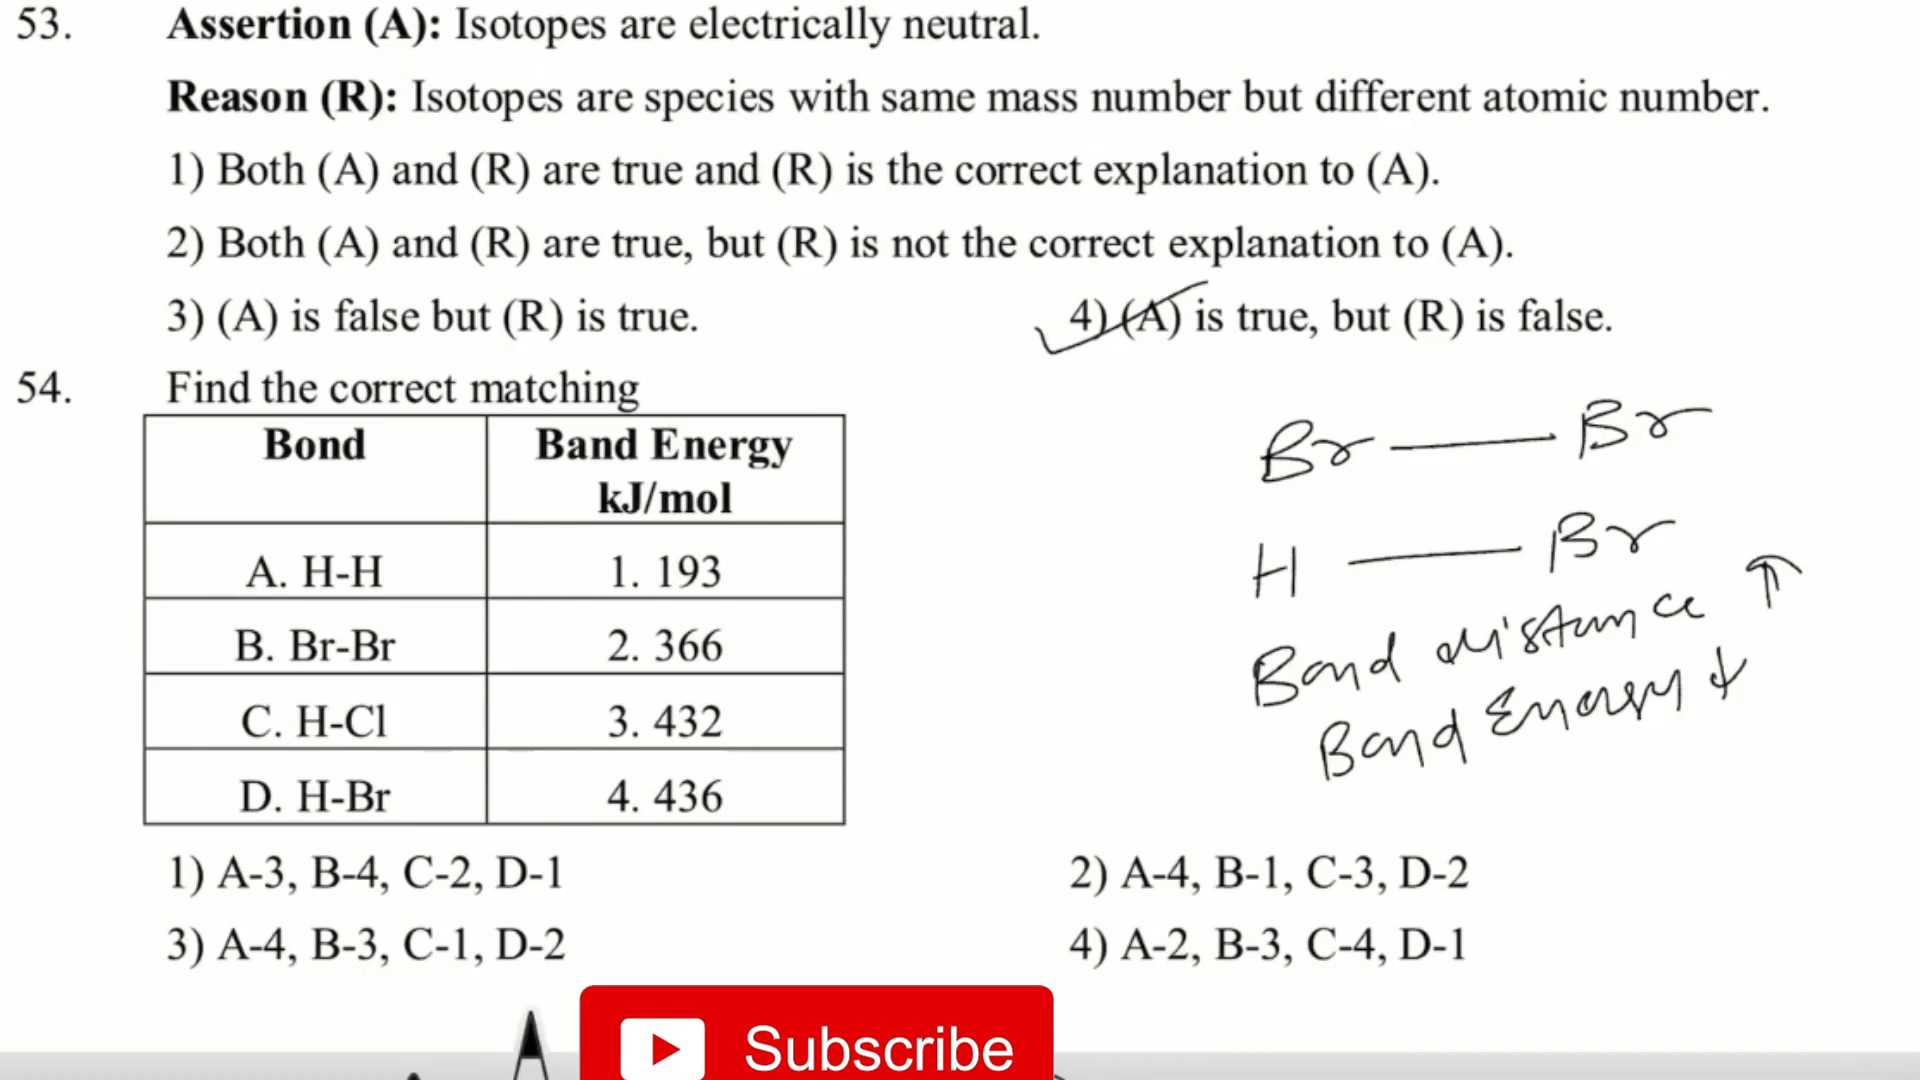 53. Assertion (A): Isotopes are electrically neutral.
Reason (R): Isotopes are species with same mass number but different atomic number.
1) Both (A) and (R) are true and (R) is the correct explanation to (A).
2) Both (A) and (R) are true, but (R) is not the correct explanation to (A).
3) (A) is false but (R) is true. 4) (A) is true, but (R) is false.
54. Find the correct matching
Bond Band Energy
kJ/mol
A. H-H 1. 193
B. Br-Br 2. 366
C. H-Cl 3. 432
D. H-Br 4. 436
Br — Br
H — Br
Bond distance ↑
Bond Energy ↓
1) A-3, B-4, C-2, D-1 2) A-4, B-1, C-3, D-2
3) A-4, B-3, C-1, D-2 4) A-2, B-3, C-4, D-1
Subscribe